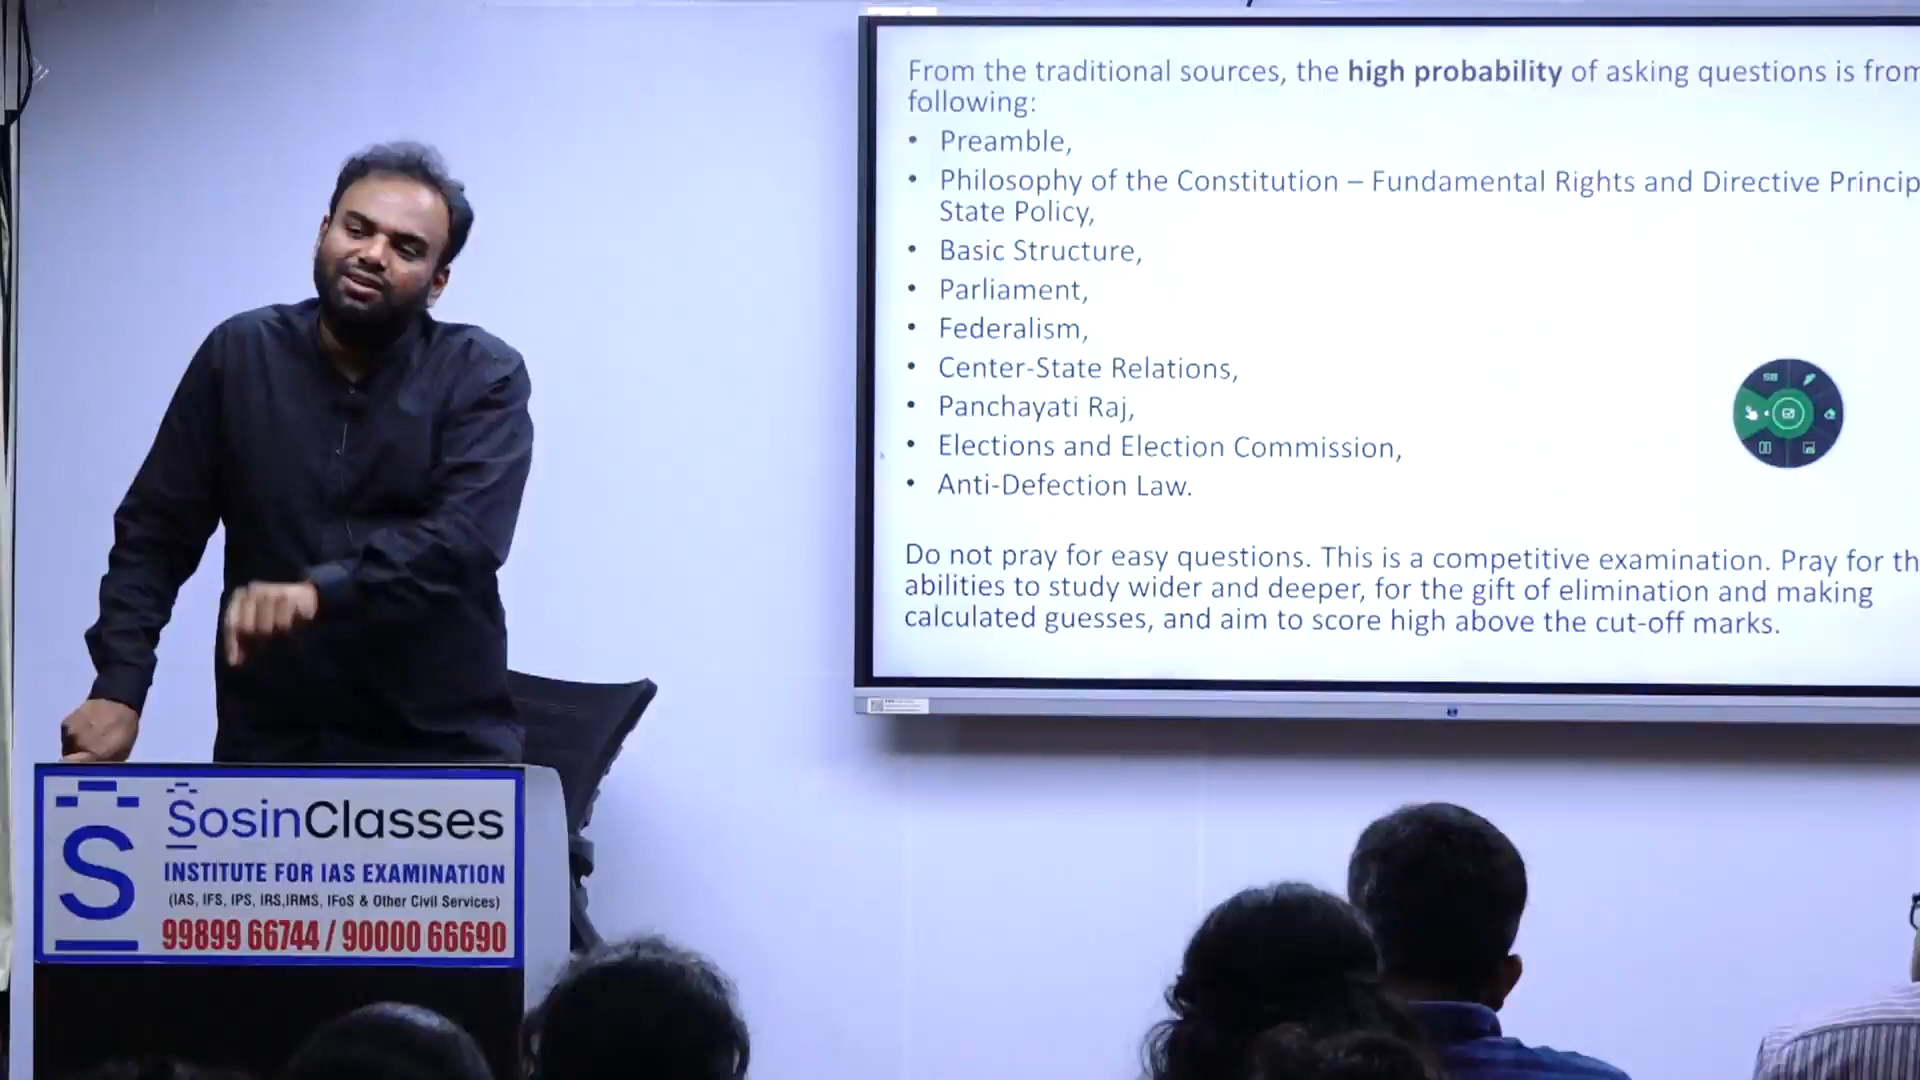 From the traditional sources, the high probability of asking questions is from
following:
• Preamble,
• Philosophy of the Constitution – Fundamental Rights and Directive Princip
State Policy,
• Basic Structure,
• Parliament,
• Federalism,
• Center-State Relations,
• Panchayati Raj,
• Elections and Election Commission,
• Anti-Defection Law.
Do not pray for easy questions. This is a competitive examination. Pray for th
abilities to study wider and deeper, for the gift of elimination and making
calculated guesses, and aim to score high above the cut-off marks.
S
SosinClasses
INSTITUTE FOR IAS EXAMINATION
(IAS, IFS, IPS, IRS,IRMS, IFoS & Other Civil Services)
99899 66744 / 90000 66690